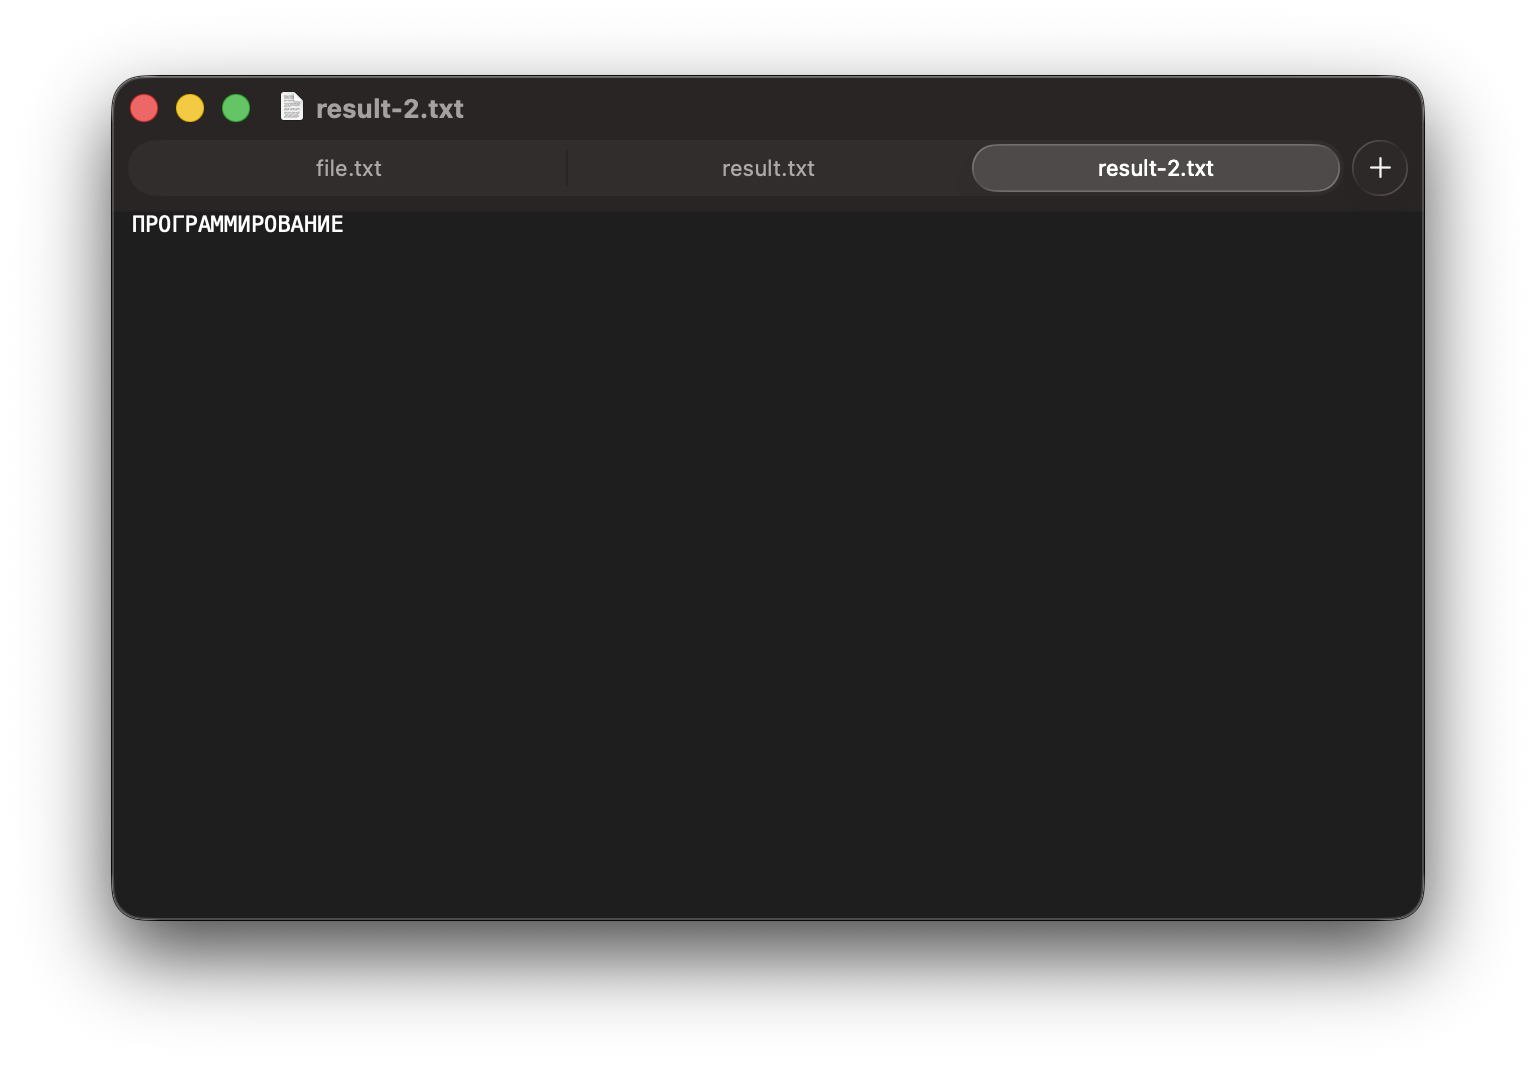 result-2.txt
file.txt result.txt result-2.txt +
ПРОГРАММИРОВАНИЕ